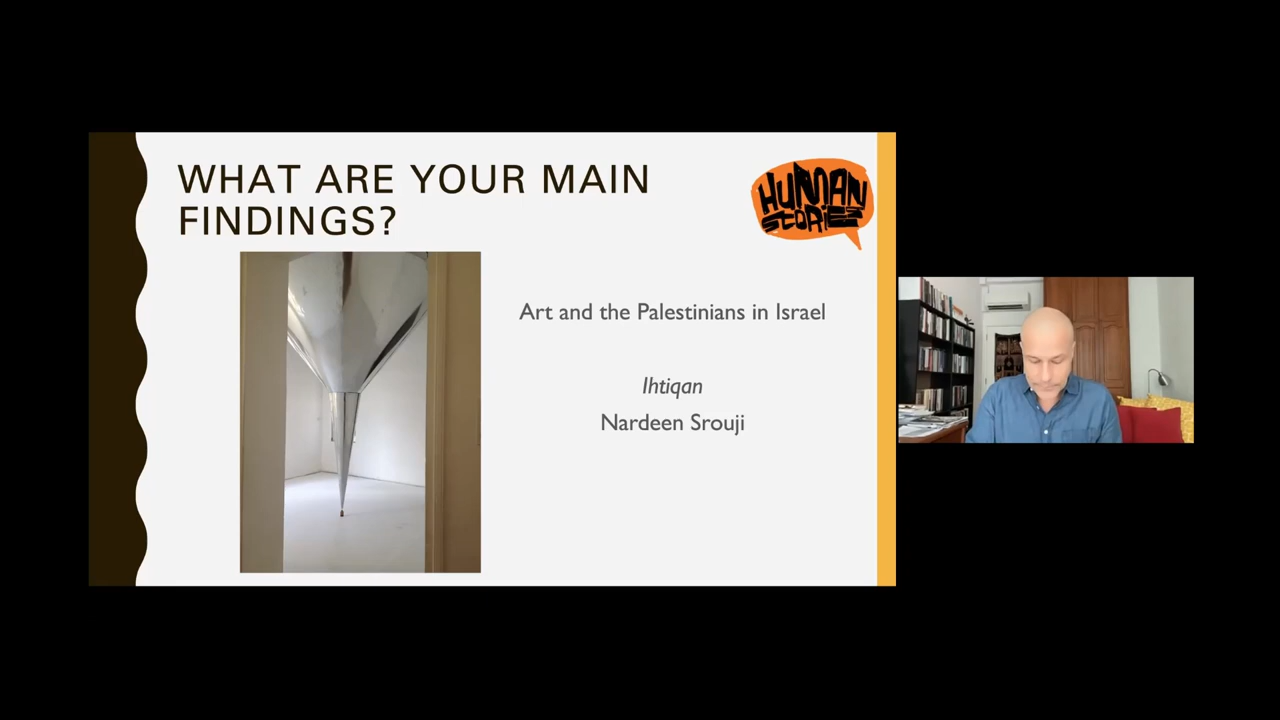 WHAT ARE YOUR MAIN
FINDINGS?
HUMAN
STORIES
Art and the Palestinians in Israel
Ihtiqan
Nardeen Srouji